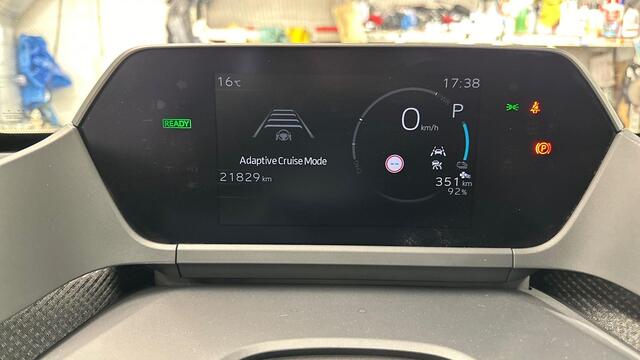 16°C
17:38
READY
0 km/h
P
Adaptive Cruise Mode
21829 km
351 km
92%